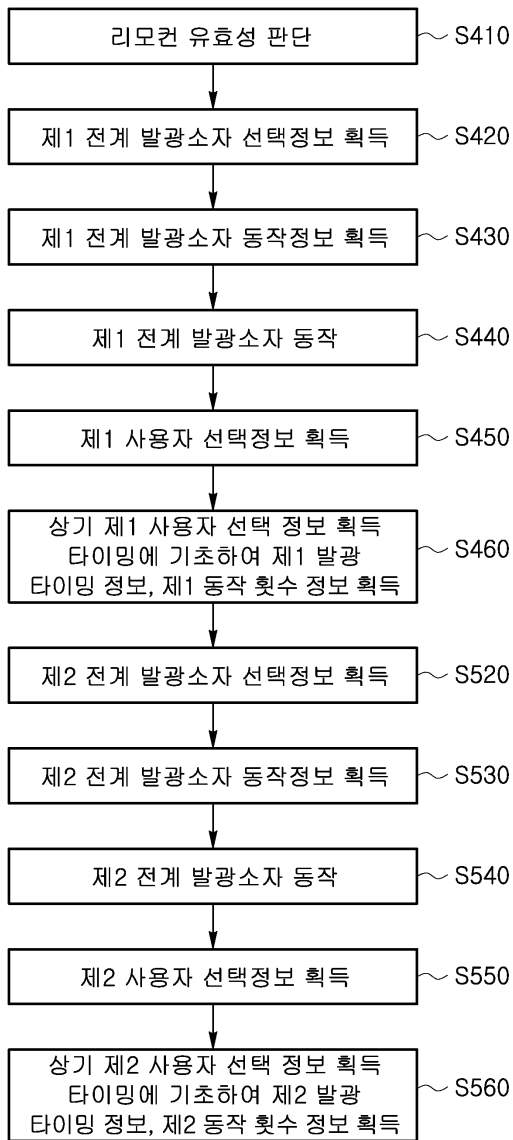 리모컨 유효성 판단
S410
제1 전계 발광소자 선택정보 획득
S420
제1 전계 발광소자 동작정보 획득
S430
제1 전계 발광소자 동작
S440
제1 사용자 선택정보 획득
S450
상기 제1 사용자 선택 정보 획득
타이밍에 기초하여 제1 발광
타이밍 정보, 제1 동작 횟수 정보 획득
S460
제2 전계 발광소자 선택정보 획득
S520
제2 전계 발광소자 동작정보 획득
S530
제2 전계 발광소자 동작
S540
제2 사용자 선택정보 획득
S550
상기 제2 사용자 선택 정보 획득
타이밍에 기초하여 제2 발광
타이밍 정보, 제2 동작 횟수 정보 획득
S560